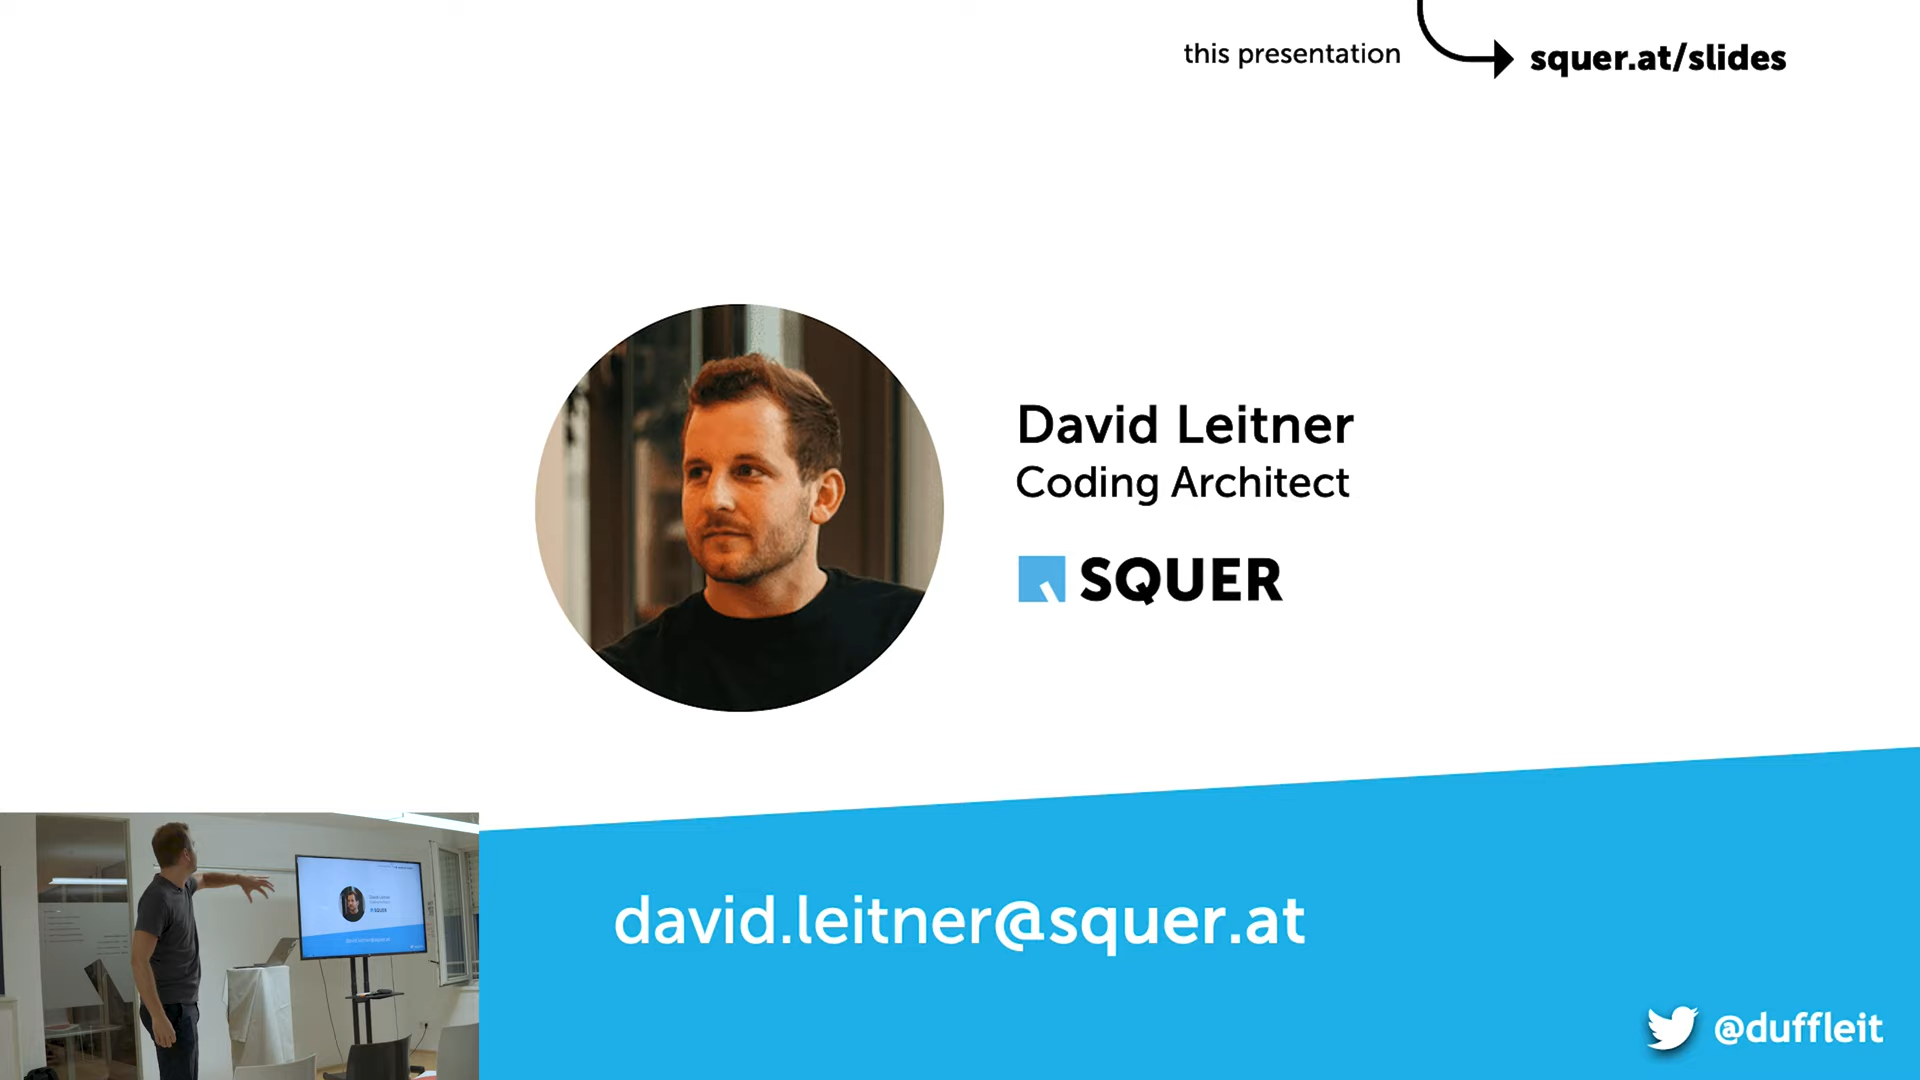 this presentation
squer.at/slides
David Leitner
Coding Architect
SQUER
david.leitner@squer.at
@duffleit